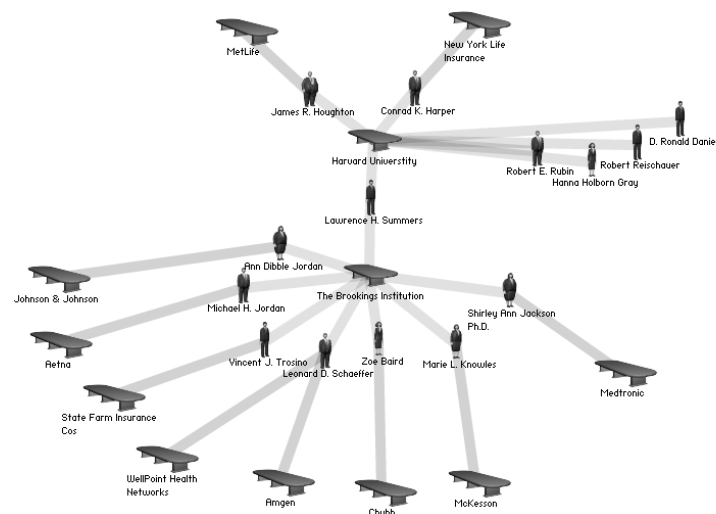 New York Life
Insurance
MetLife
James R. Houghton
Conrad K. Harper
D. Ronald Danie
Harvard Universtity
Robert Reischauer
Robert E. Rubin
Hanna Holborn Gray
Lawrence H. Summers
Ann Dibble Jordan
Johnson & Johnson
The Brookings Institution
Michael H. Jordan
Shirley Ann Jackson
Ph.D.
Aetna
Vincent J. Trosino
Zoe Baird
Marie L. Knowles
Leonard D. Schaeffer
Medtronic
State Farm Insurance
Cos
WellPoint Health
Networks
Amgen
McKesson
Chubb